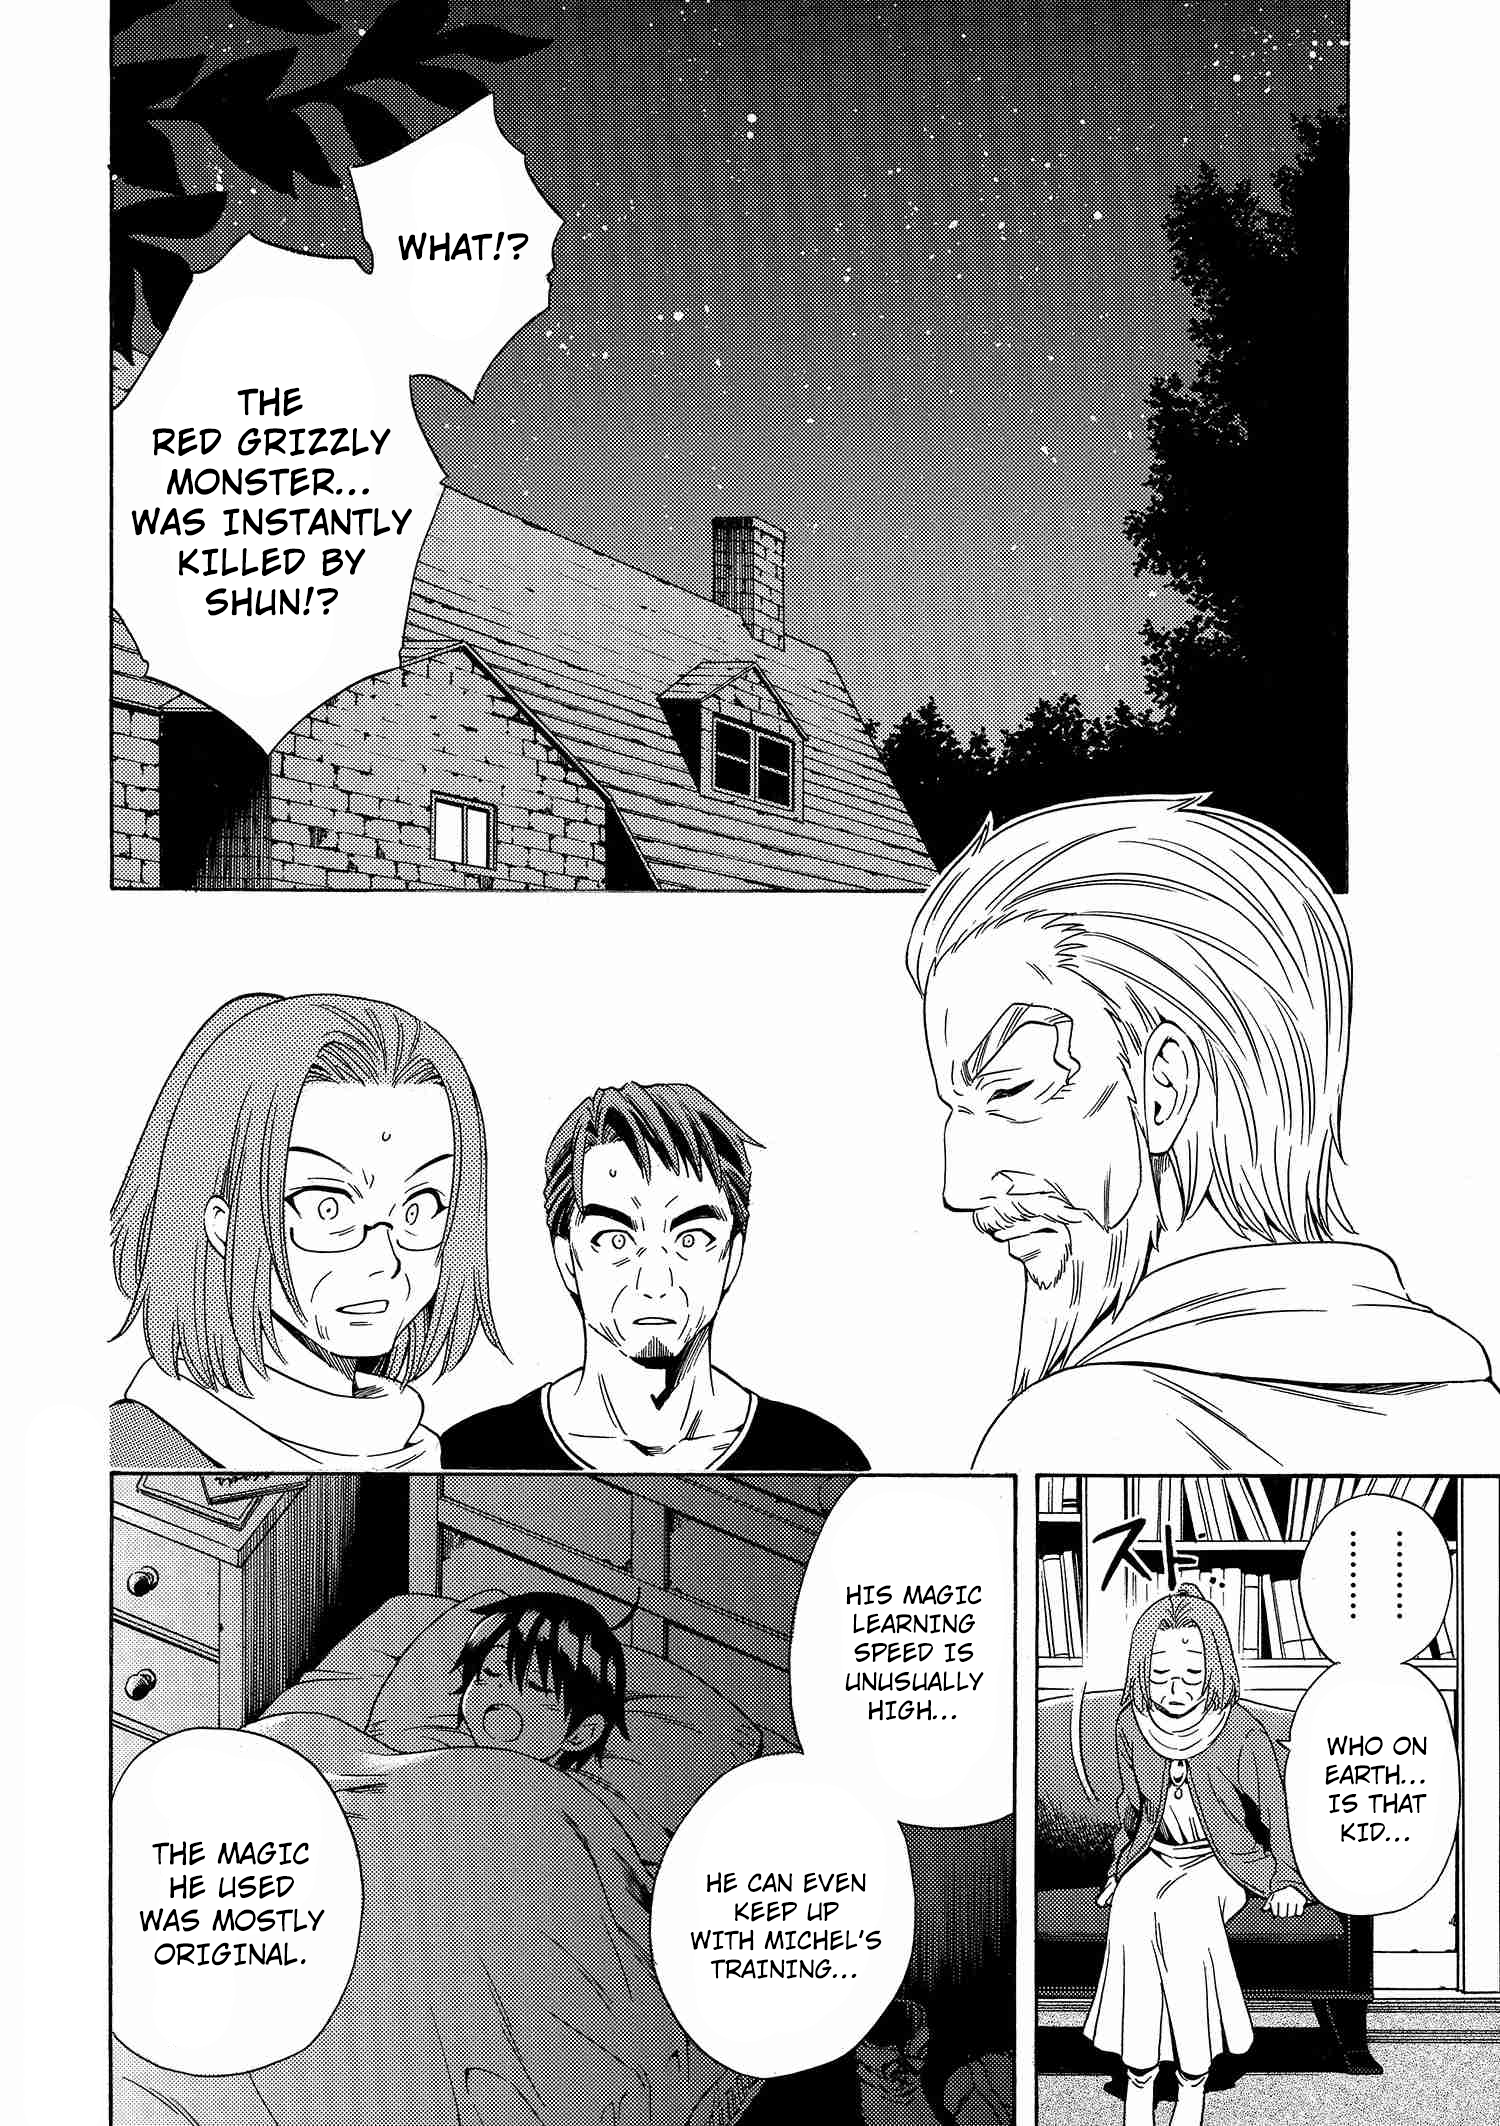 WHAT!?
THE
RED GRIZZLY
MONSTER...
WAS INSTANTLY
KILLED BY
SHUN!?
スト...
.........
.........
WHO ON
EARTH...
IS THAT
KID...
HIS MAGIC
LEARNING
SPEED IS
UNUSUALLY
HIGH...
HE CAN EVEN
KEEP UP
WITH MICHEL'S
TRAINING...
THE MAGIC
HE USED
WAS MOSTLY
ORIGINAL.